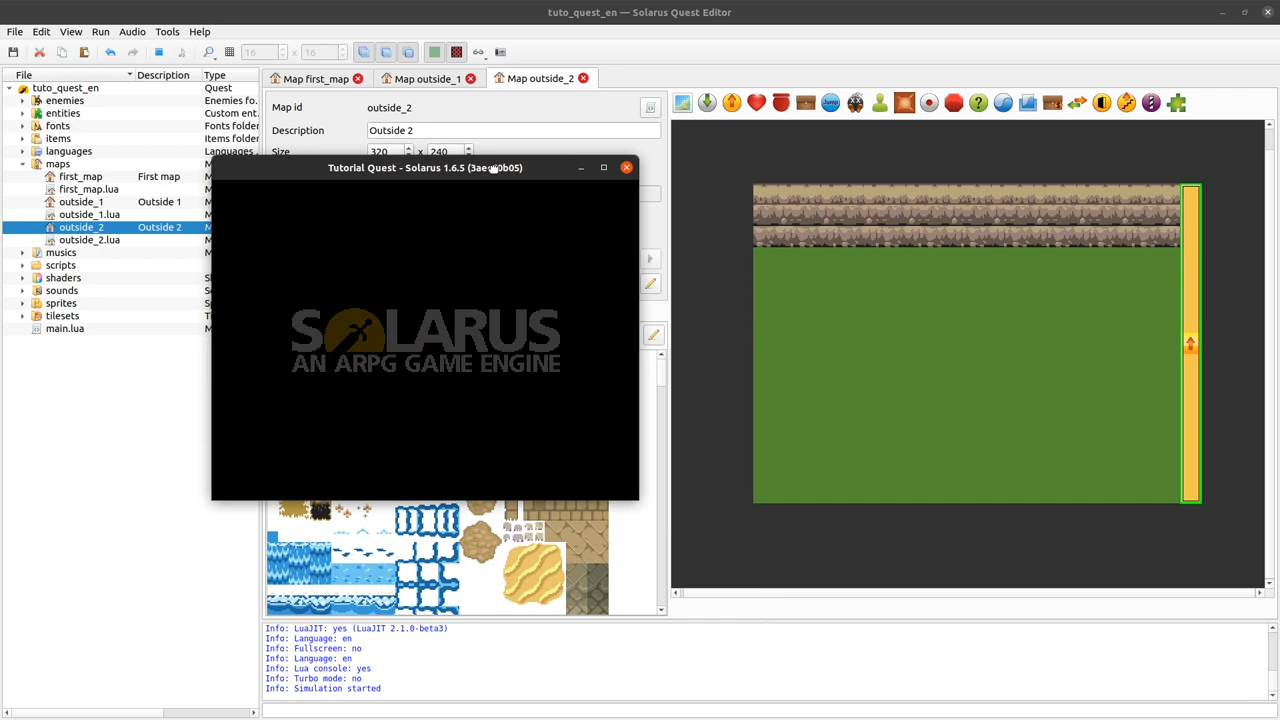 tuto_quest_en — Solarus Quest Editor
File Edit View Run Audio Tools Help
16 x 16
File Description Type
tuto_quest_en Quest
enemies Enemies fo...
entities Custom ent...
fonts Fonts folder
items Items folder
languages Languages
maps
first_map First map
first_map.lua
outside_1 Outside 1
outside_1.lua
outside_2 Outside 2
outside_2.lua
musics
scripts
shaders
sounds
sprites
tilesets
main.lua
Map first_map
Map outside_1
Map outside_2
Map id outside_2
Description Outside 2
Size 320 x 240
Jump
Tutorial Quest - Solarus 1.6.5
SOLARUS
AN ARPG GAME ENGINE
Info: LuaJIT: yes (LuaJIT 2.1.0-beta3)
Info: Language: en
Info: Fullscreen: no
Info: Language: en
Info: Lua console: yes
Info: Turbo mode: no
Info: Simulation started